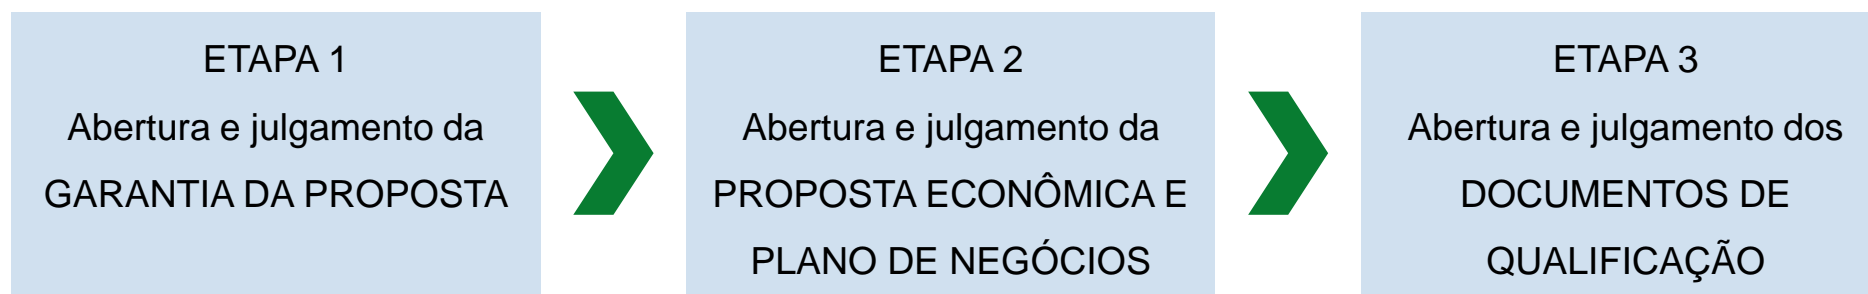 ETAPA 1
Abertura e julgamento da
GARANTIA DA PROPOSTA
ETAPA 2
Abertura e julgamento da
PROPOSTA ECONÔMICA E
PLANO DE NEGÓCIOS
ETAPA 3
Abertura e julgamento dos
DOCUMENTOS DE
QUALIFICAÇÃO